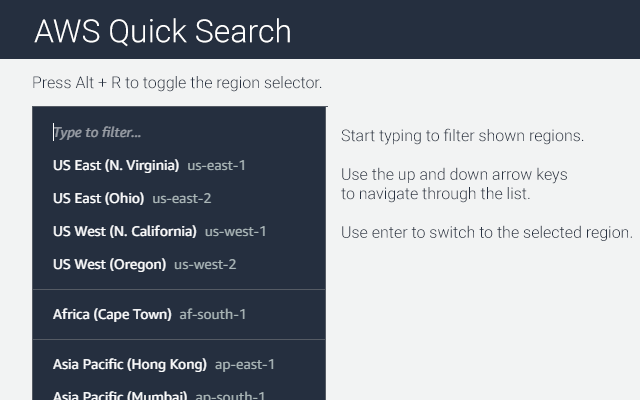 AWS Quick Search
Press Alt + R to toggle the region selector.
Type to filter...
US East (N. Virginia) us-east-1
US East (Ohio) us-east-2
US West (N. California) us-west-1
US West (Oregon) us-west-2
Africa (Cape Town) af-south-1
Asia Pacific (Hong Kong) ap-east-1
Asia Pacific (Mumbai) ap-south-1
Start typing to filter shown regions.
Use the up and down arrow keys
to navigate through the list.
Use enter to switch to the selected region.